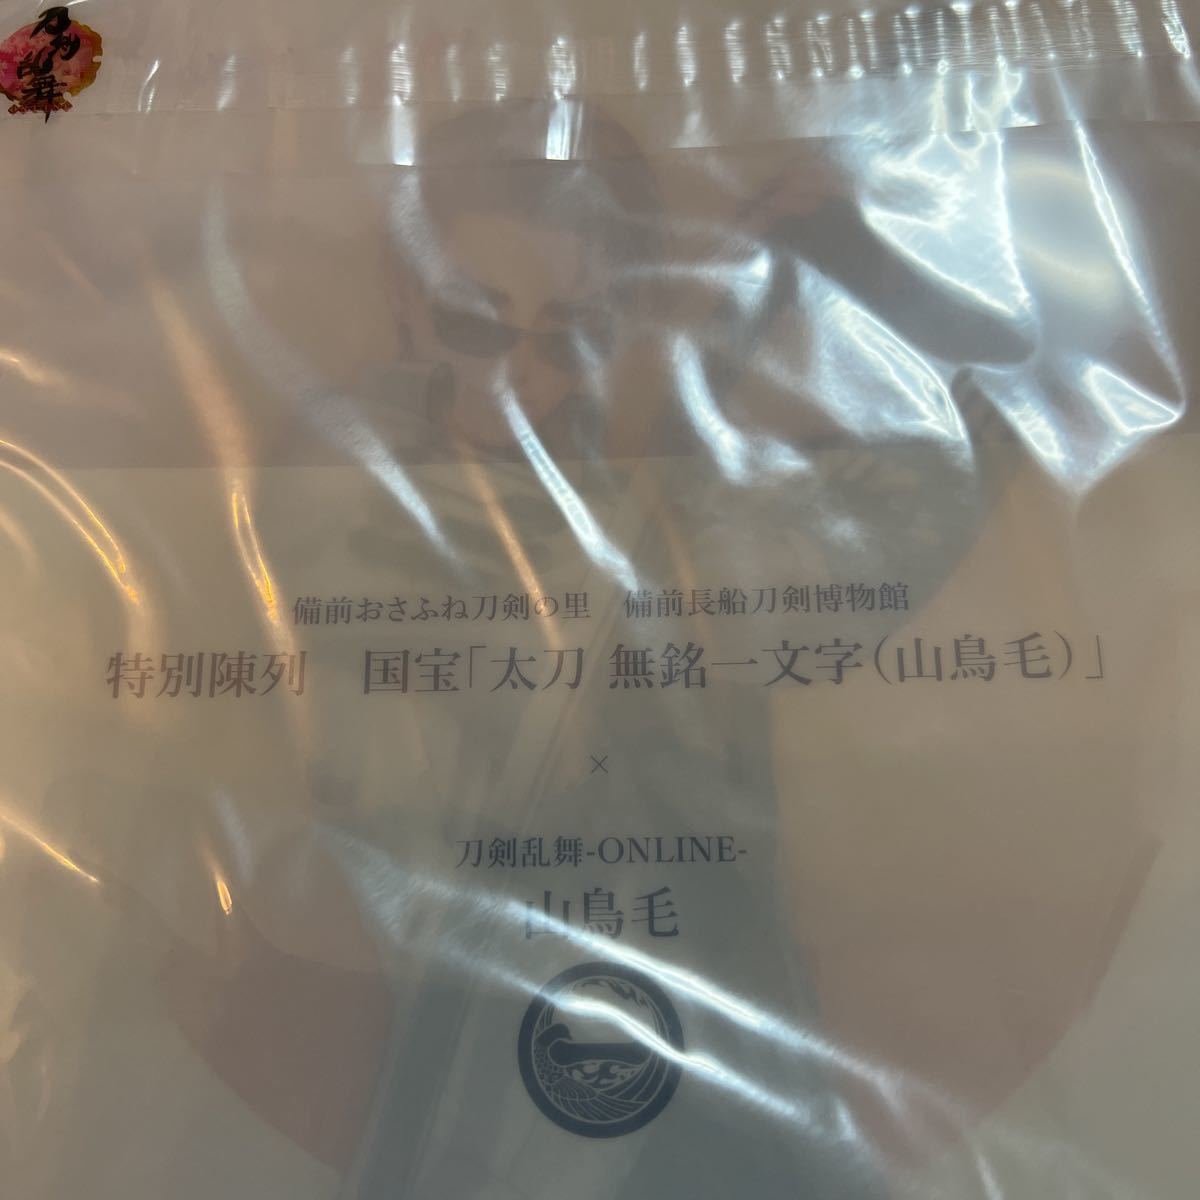 刀剣乱舞
備前おさふね刀剣の里　備前長船刀剣博物館
特別陳列　国宝「太刀 無銘一文字（山鳥毛）」
×
刀剣乱舞-ONLINE-
山鳥毛